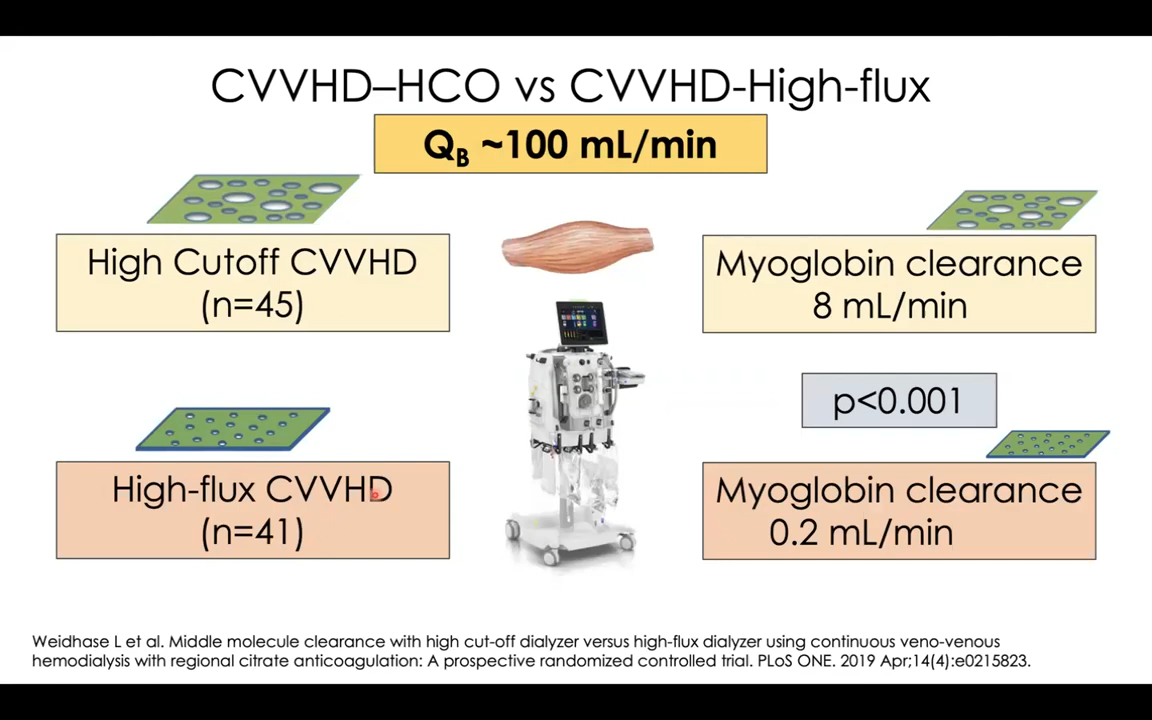 CVVHD–HCO vs CVVHD-High-flux
QB ~100 mL/min
High Cutoff CVVHD
(n=45)
Myoglobin clearance
8 mL/min
p<0.001
High-flux CVVHD
(n=41)
Myoglobin clearance
0.2 mL/min
Weidhase L et al. Middle molecule clearance with high cut-off dialyzer versus high-flux dialyzer using continuous veno-venous
hemodialysis with regional citrate anticoagulation: A prospective randomized controlled trial. PLoS ONE. 2019 Apr;14(4):e0215823.